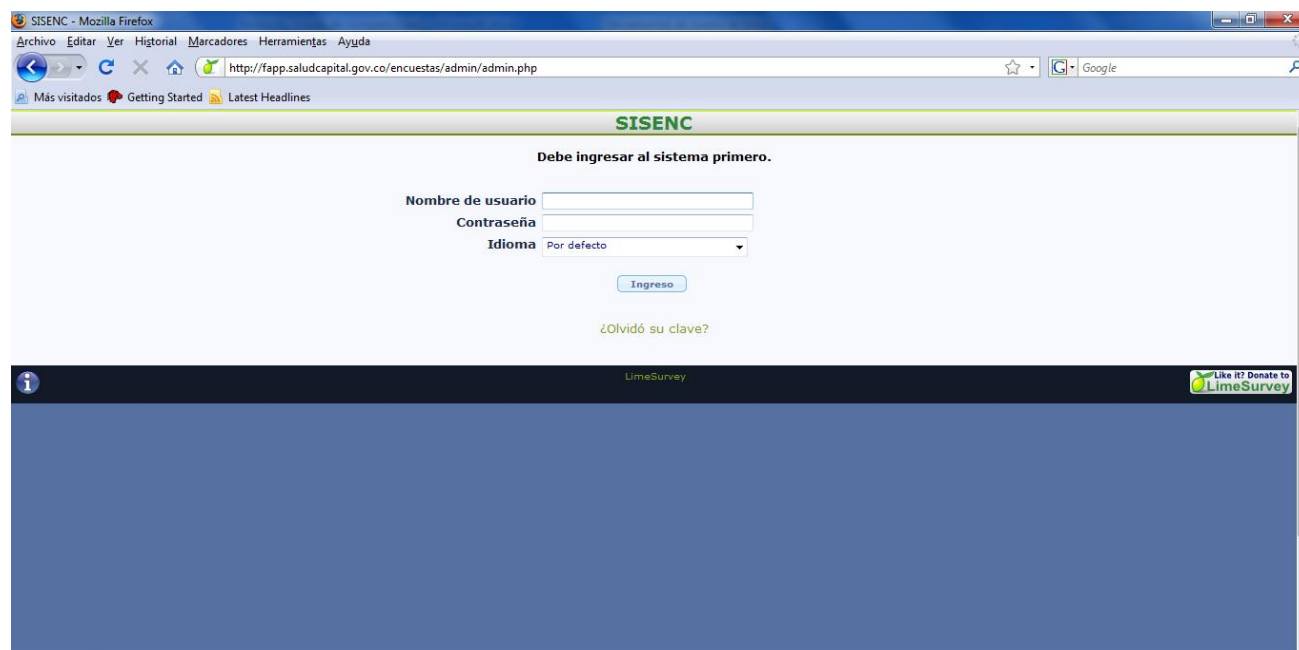 SISENC - Mozilla Firefox
Archivo Editar Ver Historial Marcadores Herramientas Ayuda
http://fapp.saludcapital.gov.co/encuestas/admin/admin.php
G Google
Más visitados Getting Started Latest Headlines
SISENC
Debe ingresar al sistema primero.
Nombre de usuario
Contraseña
Idioma Por defecto
Ingreso
¿Olvidó su clave?
LimeSurvey
Like it? Donate to
LimeSurvey